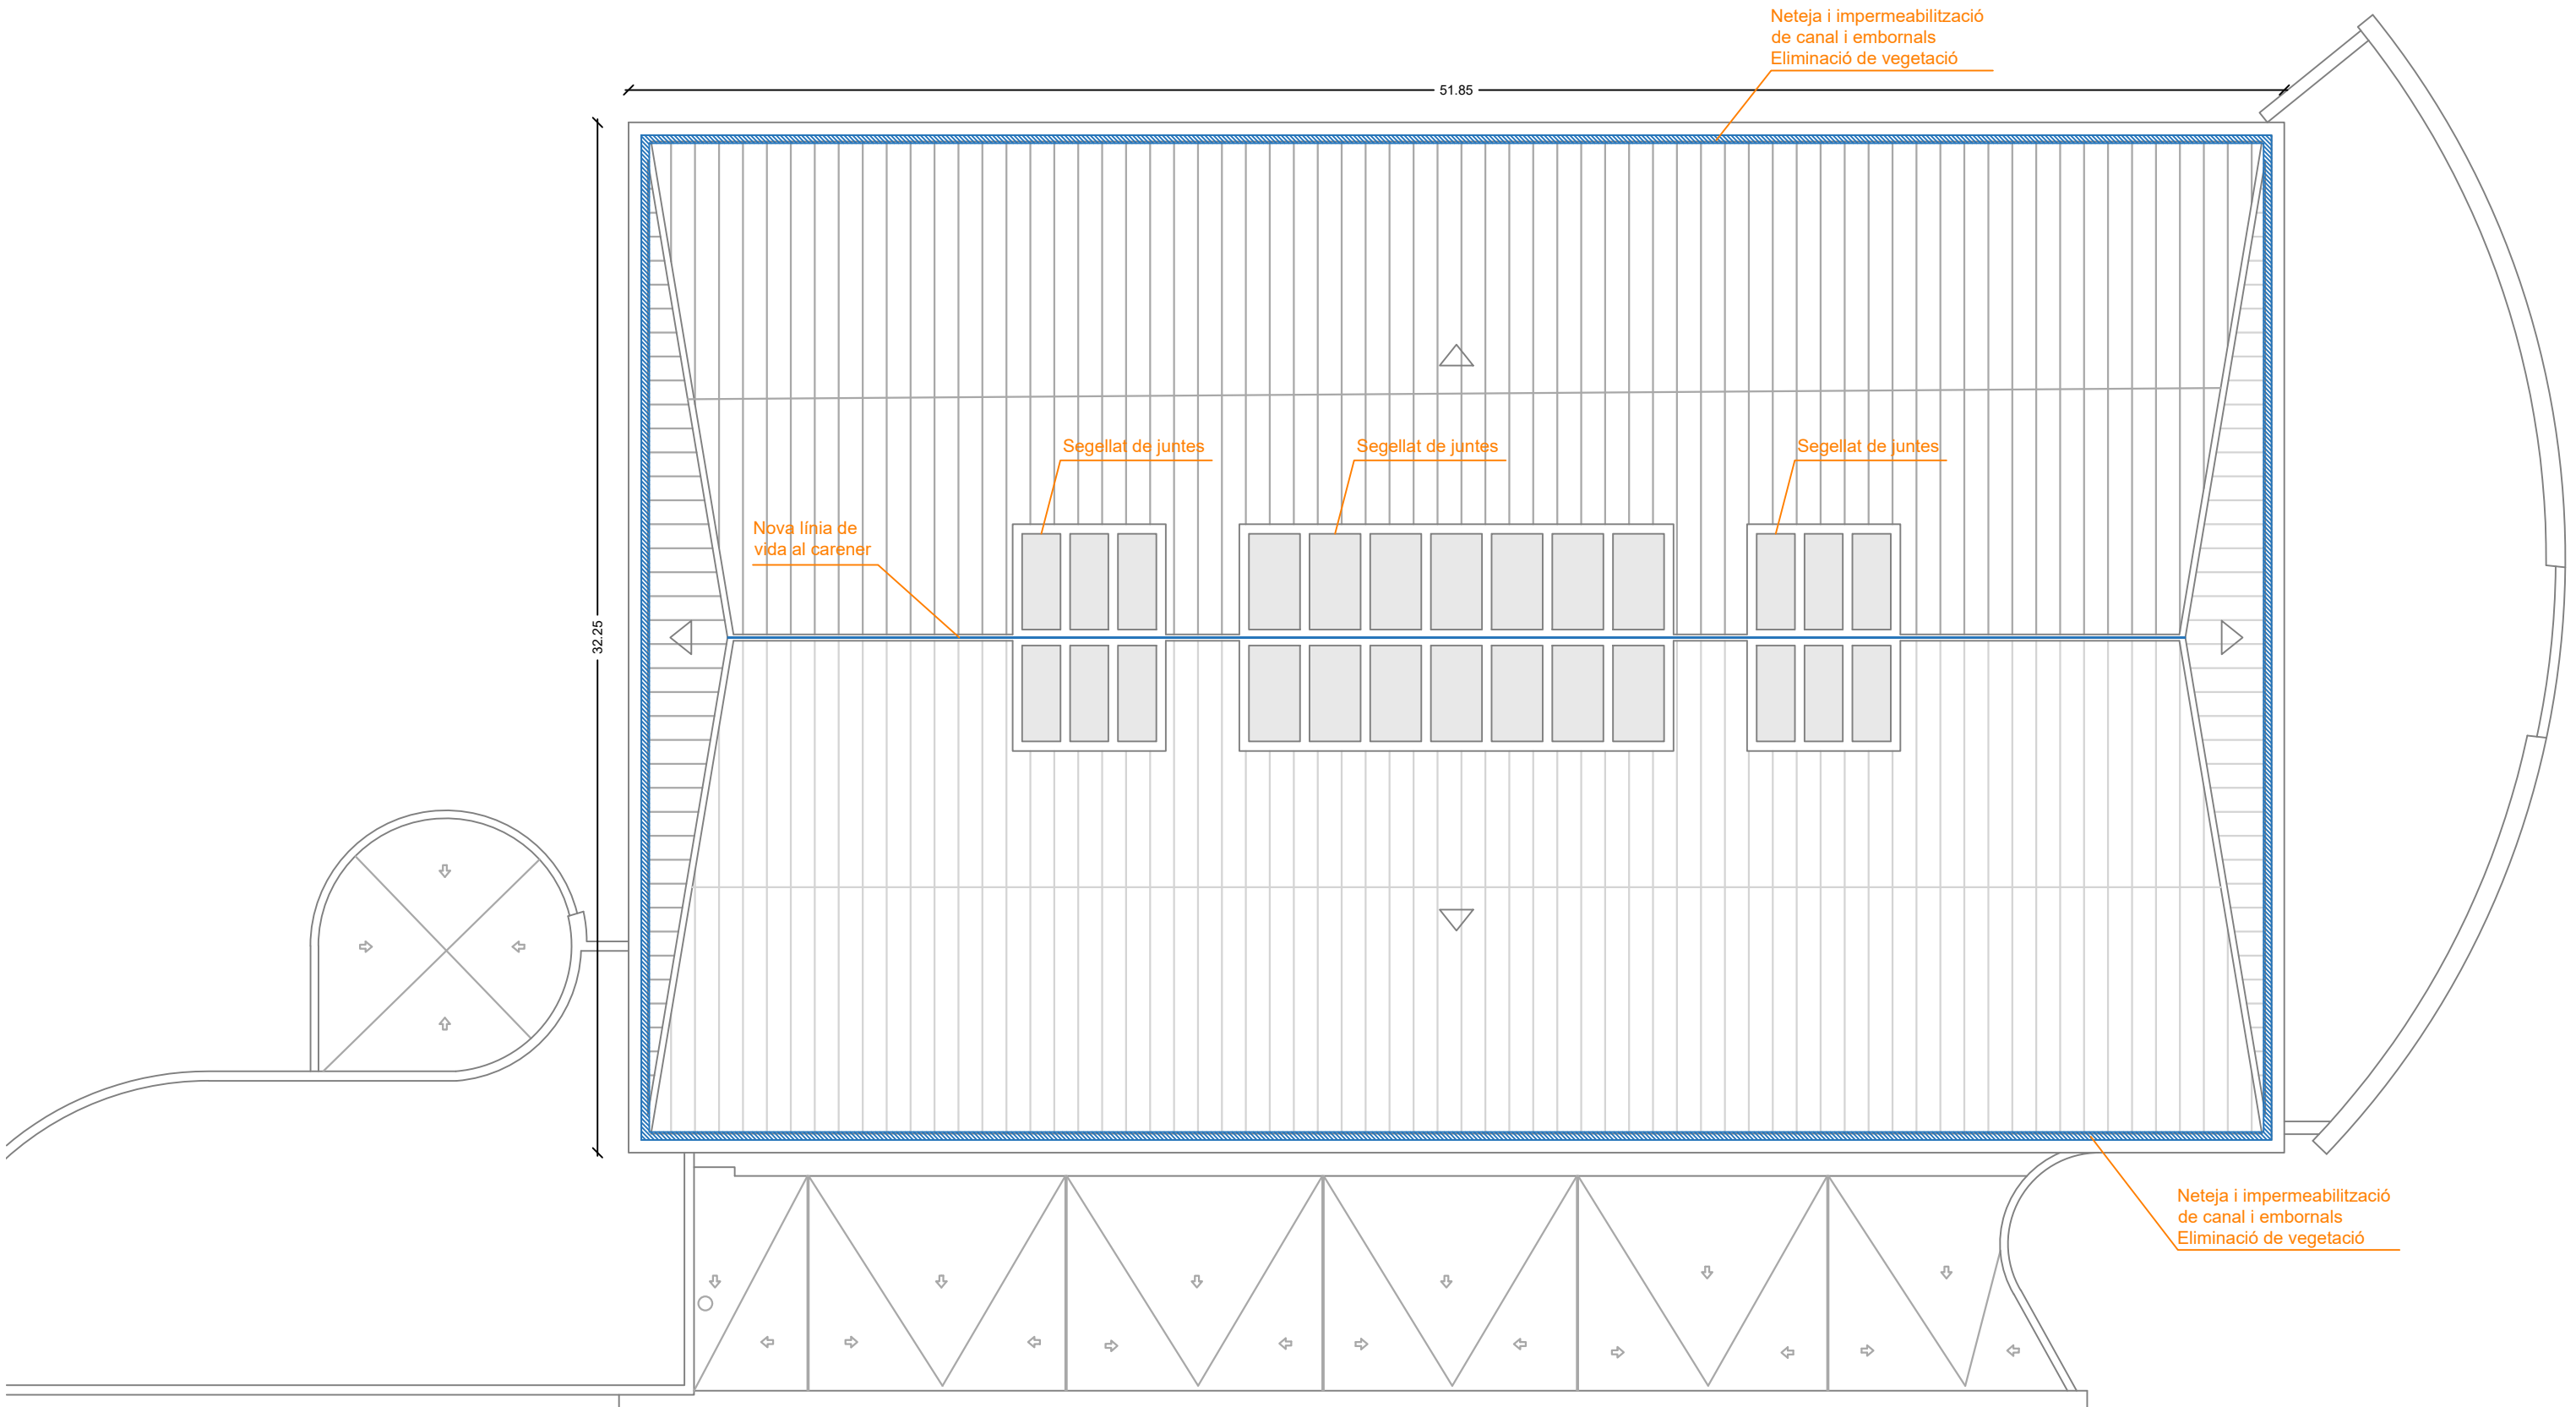 Neteja i impermeabilització
de canal i embornals
Eliminació de vegetació
51.85
Segellat de juntes
Segellat de juntes
Segellat de juntes
Nova línia de
vida al carener
32.25
Neteja i impermeabilització
de canal i embornals
Eliminació de vegetació